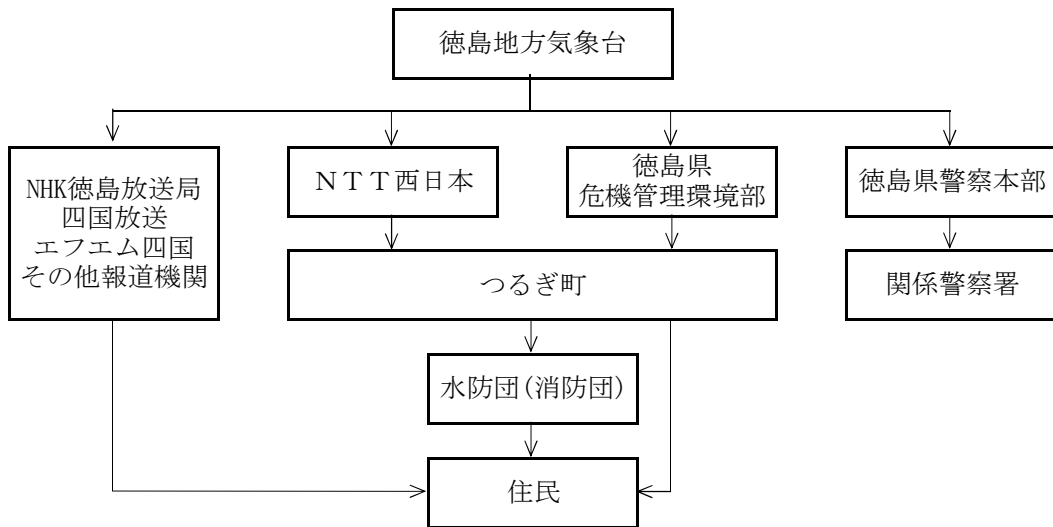 徳島地方気象台
NHK徳島放送局
四国放送
エフエム四国
その他報道機関
ＮＴＴ西日本
徳島県
危機管理環境部
徳島県警察本部
つるぎ町
関係警察署
水防団(消防団)
住民